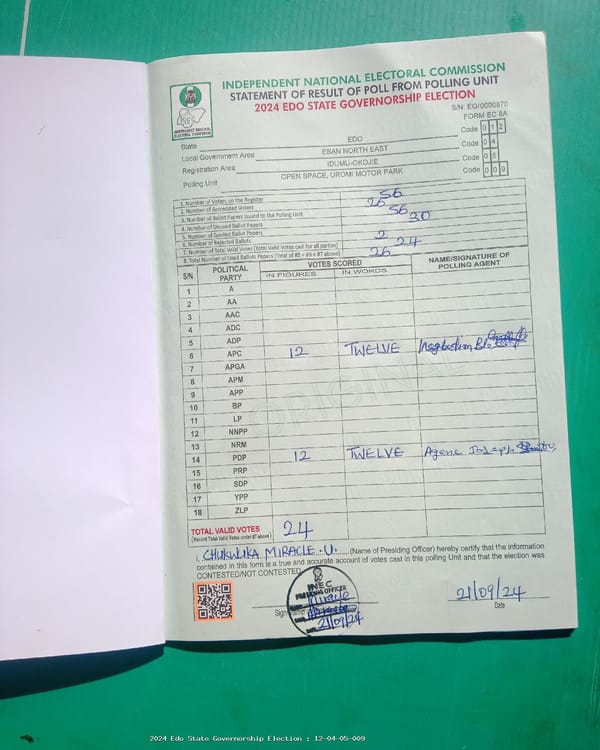 INDEPENDENT NATIONAL ELECTORAL COMMISSION
STATEMENT OF RESULT OF POLL FROM POLLING UNIT
2024 EDO STATE GOVERNORSHIP ELECTION
INEC
INDEPENDENT NATIONAL ELECTORAL COMMISSION
S/N: EG/0000870
FORM EC 8A
State EDO Code 0 1 2
Local Government Area ESAN NORTH EAST Code 0 4
Registration Area IDUMU-OKOJIE Code 0 5
Polling Unit OPEN SPACE, UROMI MOTOR PARK Code 0 0 0
1. Number of Voters on the Register 56
2. Number of Accredited Voters 26
3. Number of Ballot Papers Issued to the Polling Unit 56
4. Number of Unused Ballot Papers 30
5. Number of Spoiled Ballot Papers
6. Number of Rejected Ballots 2
7. Number of Total Valid Votes (Total Valid Votes cast for all parties) 24
8. Total Number of Used Ballots Papers (Total of #5 + #6 + #7 above) 26
S/N POLITICAL PARTY VOTES SCORED NAME/SIGNATURE OF POLLING AGENT
IN FIGURES IN WORDS
1 A
2 AA
3 AAC
4 ADC
5 ADP
6 APC 12 TWELVE
7 APGA
8 APM
9 APP
10 BP
11 LP
12 NNPP
13 NRM
14 PDP 12 TWELVE Joseph
15 PRP
16 SDP
17 YPP
18 ZLP
ORIGINAL
TOTAL VALID VOTES 24
(Record Total Valid Votes under #7 above)
I, CHUKWUKA MIRACLE .U. (Name of Presiding Officer) hereby certify that the information
contained in this form is a true and accurate account of votes cast in this polling Unit and that the election was
CONTESTED/NOT CONTESTED.
INEC
PRESIDING OFFICER
Miracle
21/09/24
21/09/24
Date
2024 Edo State Governorship Election : 12-04-05-009